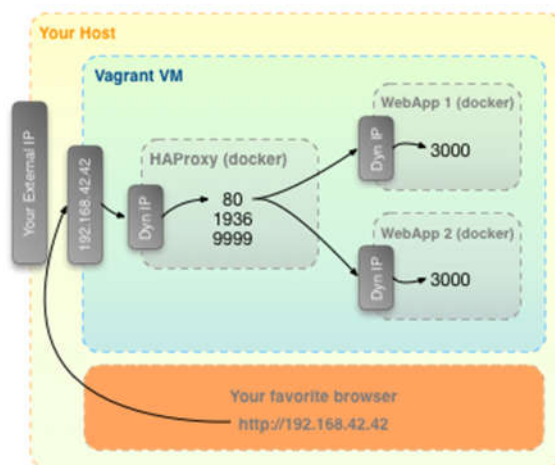 Your Host
Vagrant VM
Your External IP
192.168.42.42
HAProxy (docker)
Dyn IP
80
1936
9999
WebApp 1 (docker)
Dyn IP
3000
WebApp 2 (docker)
Dyn IP
3000
Your favorite browser
http://192.168.42.42